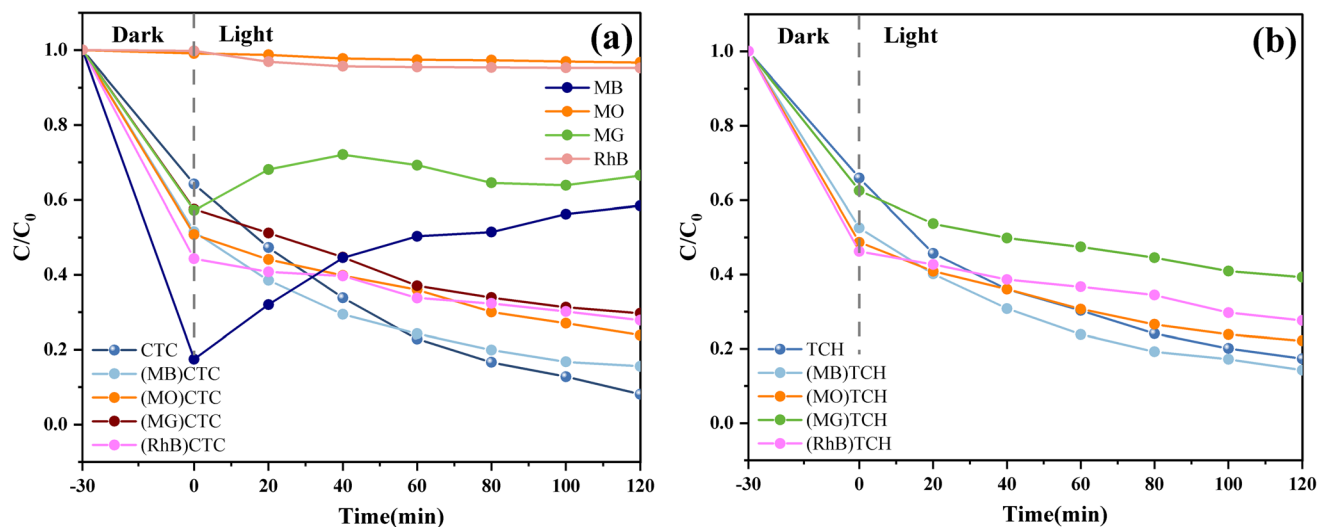 Dark Light (a)
1.0
0.8
0.6
0.4
0.2
0.0
C/C0
MB
MO
MG
RhB
CTC
(MB)CTC
(MO)CTC
(MG)CTC
(RhB)CTC
-30 0 20 40 60 80 100 120
Time(min)
Dark Light (b)
1.0
0.8
0.6
0.4
0.2
0.0
C/C0
TCH
(MB)TCH
(MO)TCH
(MG)TCH
(RhB)TCH
-30 0 20 40 60 80 100 120
Time(min)